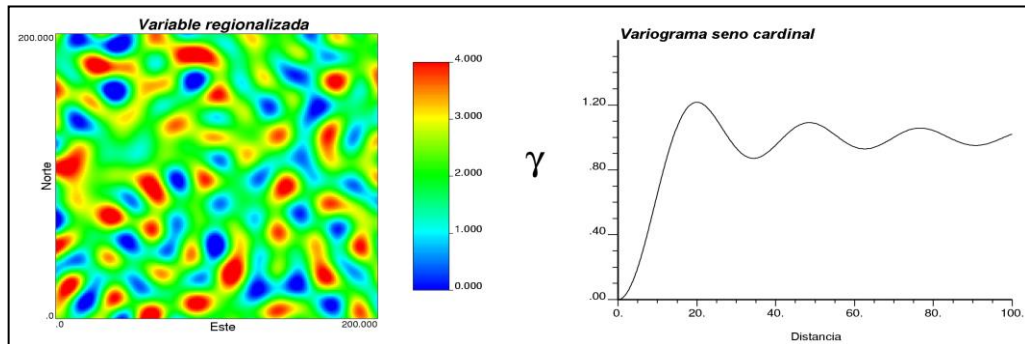 Variable regionalizada
200.000
Norte
.0
.0
Este
200.000
4.000
3.000
2.000
1.000
0.000
γ
Variograma seno cardinal
1.20
.80
.40
.00
0. 20. 40. 60. 80. 100.
Distancia